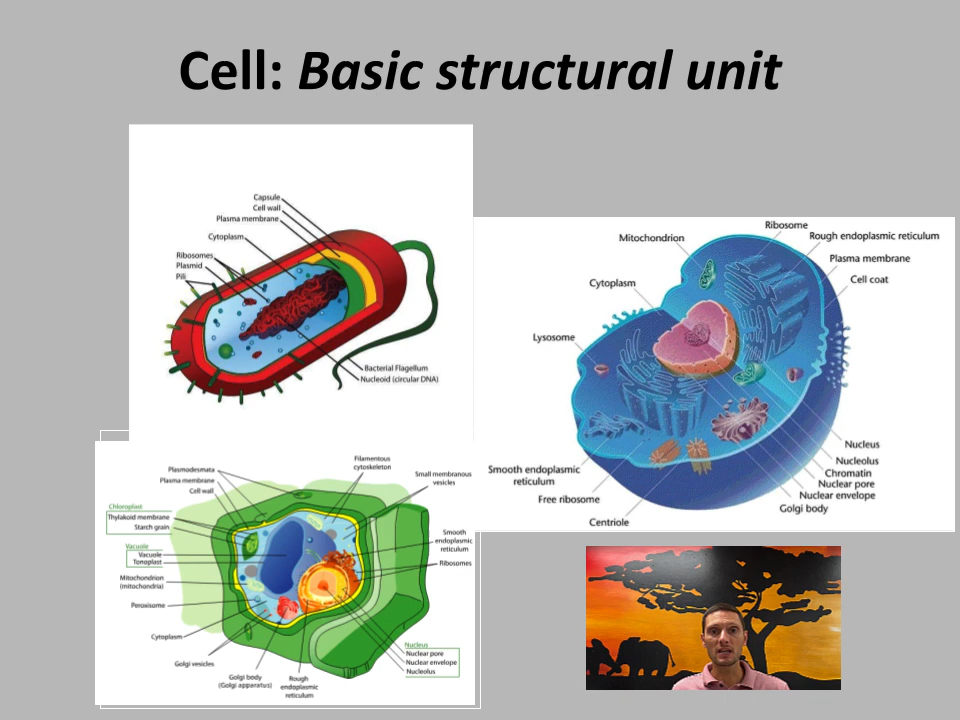 Cell: Basic structural unit
Capsule
Cell wall
Plasma membrane
Cytoplasm
Ribosomes
Plasmid
Pili
Bacterial Flagellum
Nucleoid (circular DNA)
Ribosome
Mitochondrion
Rough endoplasmic reticulum
Plasma membrane
Cell coat
Cytoplasm
Lysosome
Nucleus
Nucleolus
Chromatin
Nuclear pore
Nuclear envelope
Golgi body
Smooth endoplasmic
reticulum
Free ribosome
Centriole
Filamentous
cytoskeleton
Small membranous
vesicles
Plasmodesmata
Plasma membrane
Cell wall
Chloroplast
Thylakoid membrane
Starch grain
Vacuole
Vacuole
Tonoplast
Mitochondrion
(mitochondria)
Peroxisome
Cytoplasm
Golgi vesicles
Golgi body
(Golgi apparatus)
Rough
endoplasmic
reticulum
Smooth
endoplasmic
reticulum
Ribosomes
Nucleus
Nuclear pore
Nuclear envelope
Nucleolus